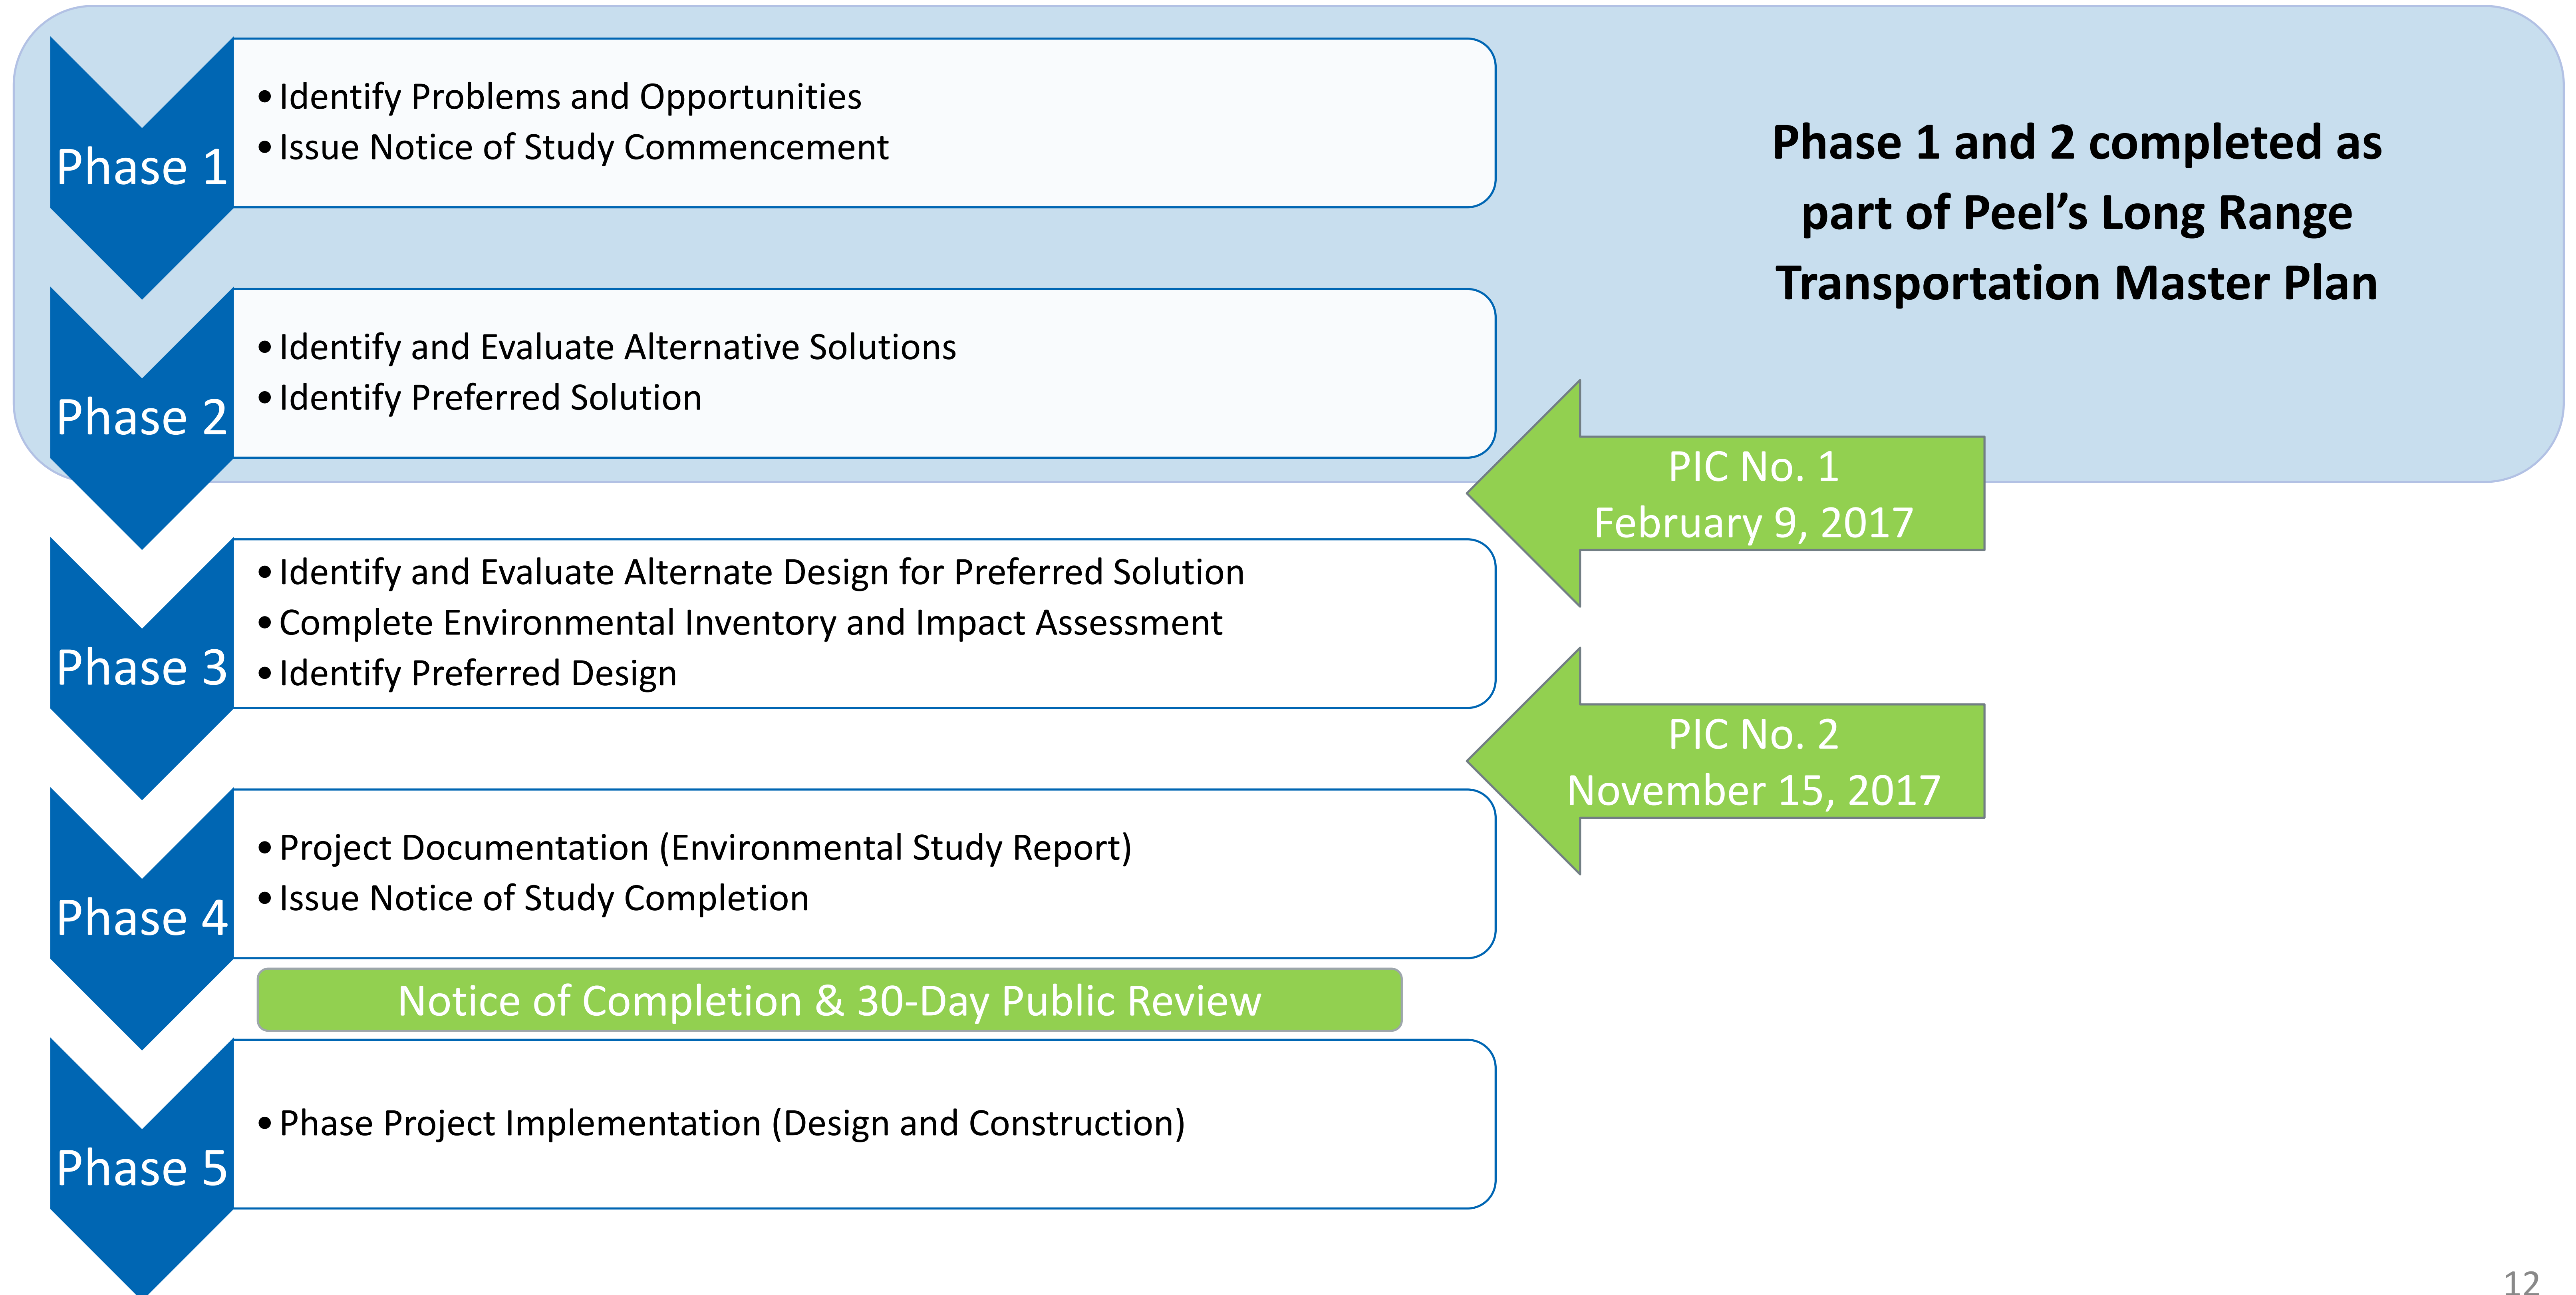 Phase 1
• Identify Problems and Opportunities
• Issue Notice of Study Commencement
Phase 1 and 2 completed as
part of Peel’s Long Range
Transportation Master Plan
Phase 2
• Identify and Evaluate Alternative Solutions
• Identify Preferred Solution
PIC No. 1
February 9, 2017
Phase 3
• Identify and Evaluate Alternate Design for Preferred Solution
• Complete Environmental Inventory and Impact Assessment
• Identify Preferred Design
PIC No. 2
November 15, 2017
Phase 4
• Project Documentation (Environmental Study Report)
• Issue Notice of Study Completion
Notice of Completion & 30-Day Public Review
Phase 5
• Phase Project Implementation (Design and Construction)
12